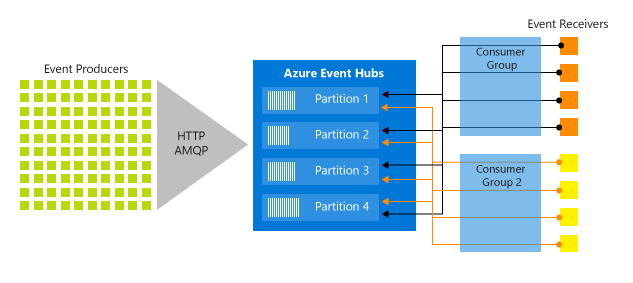 Event Receivers
Event Producers
HTTP
AMQP
Azure Event Hubs
Partition 1
Partition 2
Partition 3
Partition 4
Consumer
Group
Consumer
Group 2